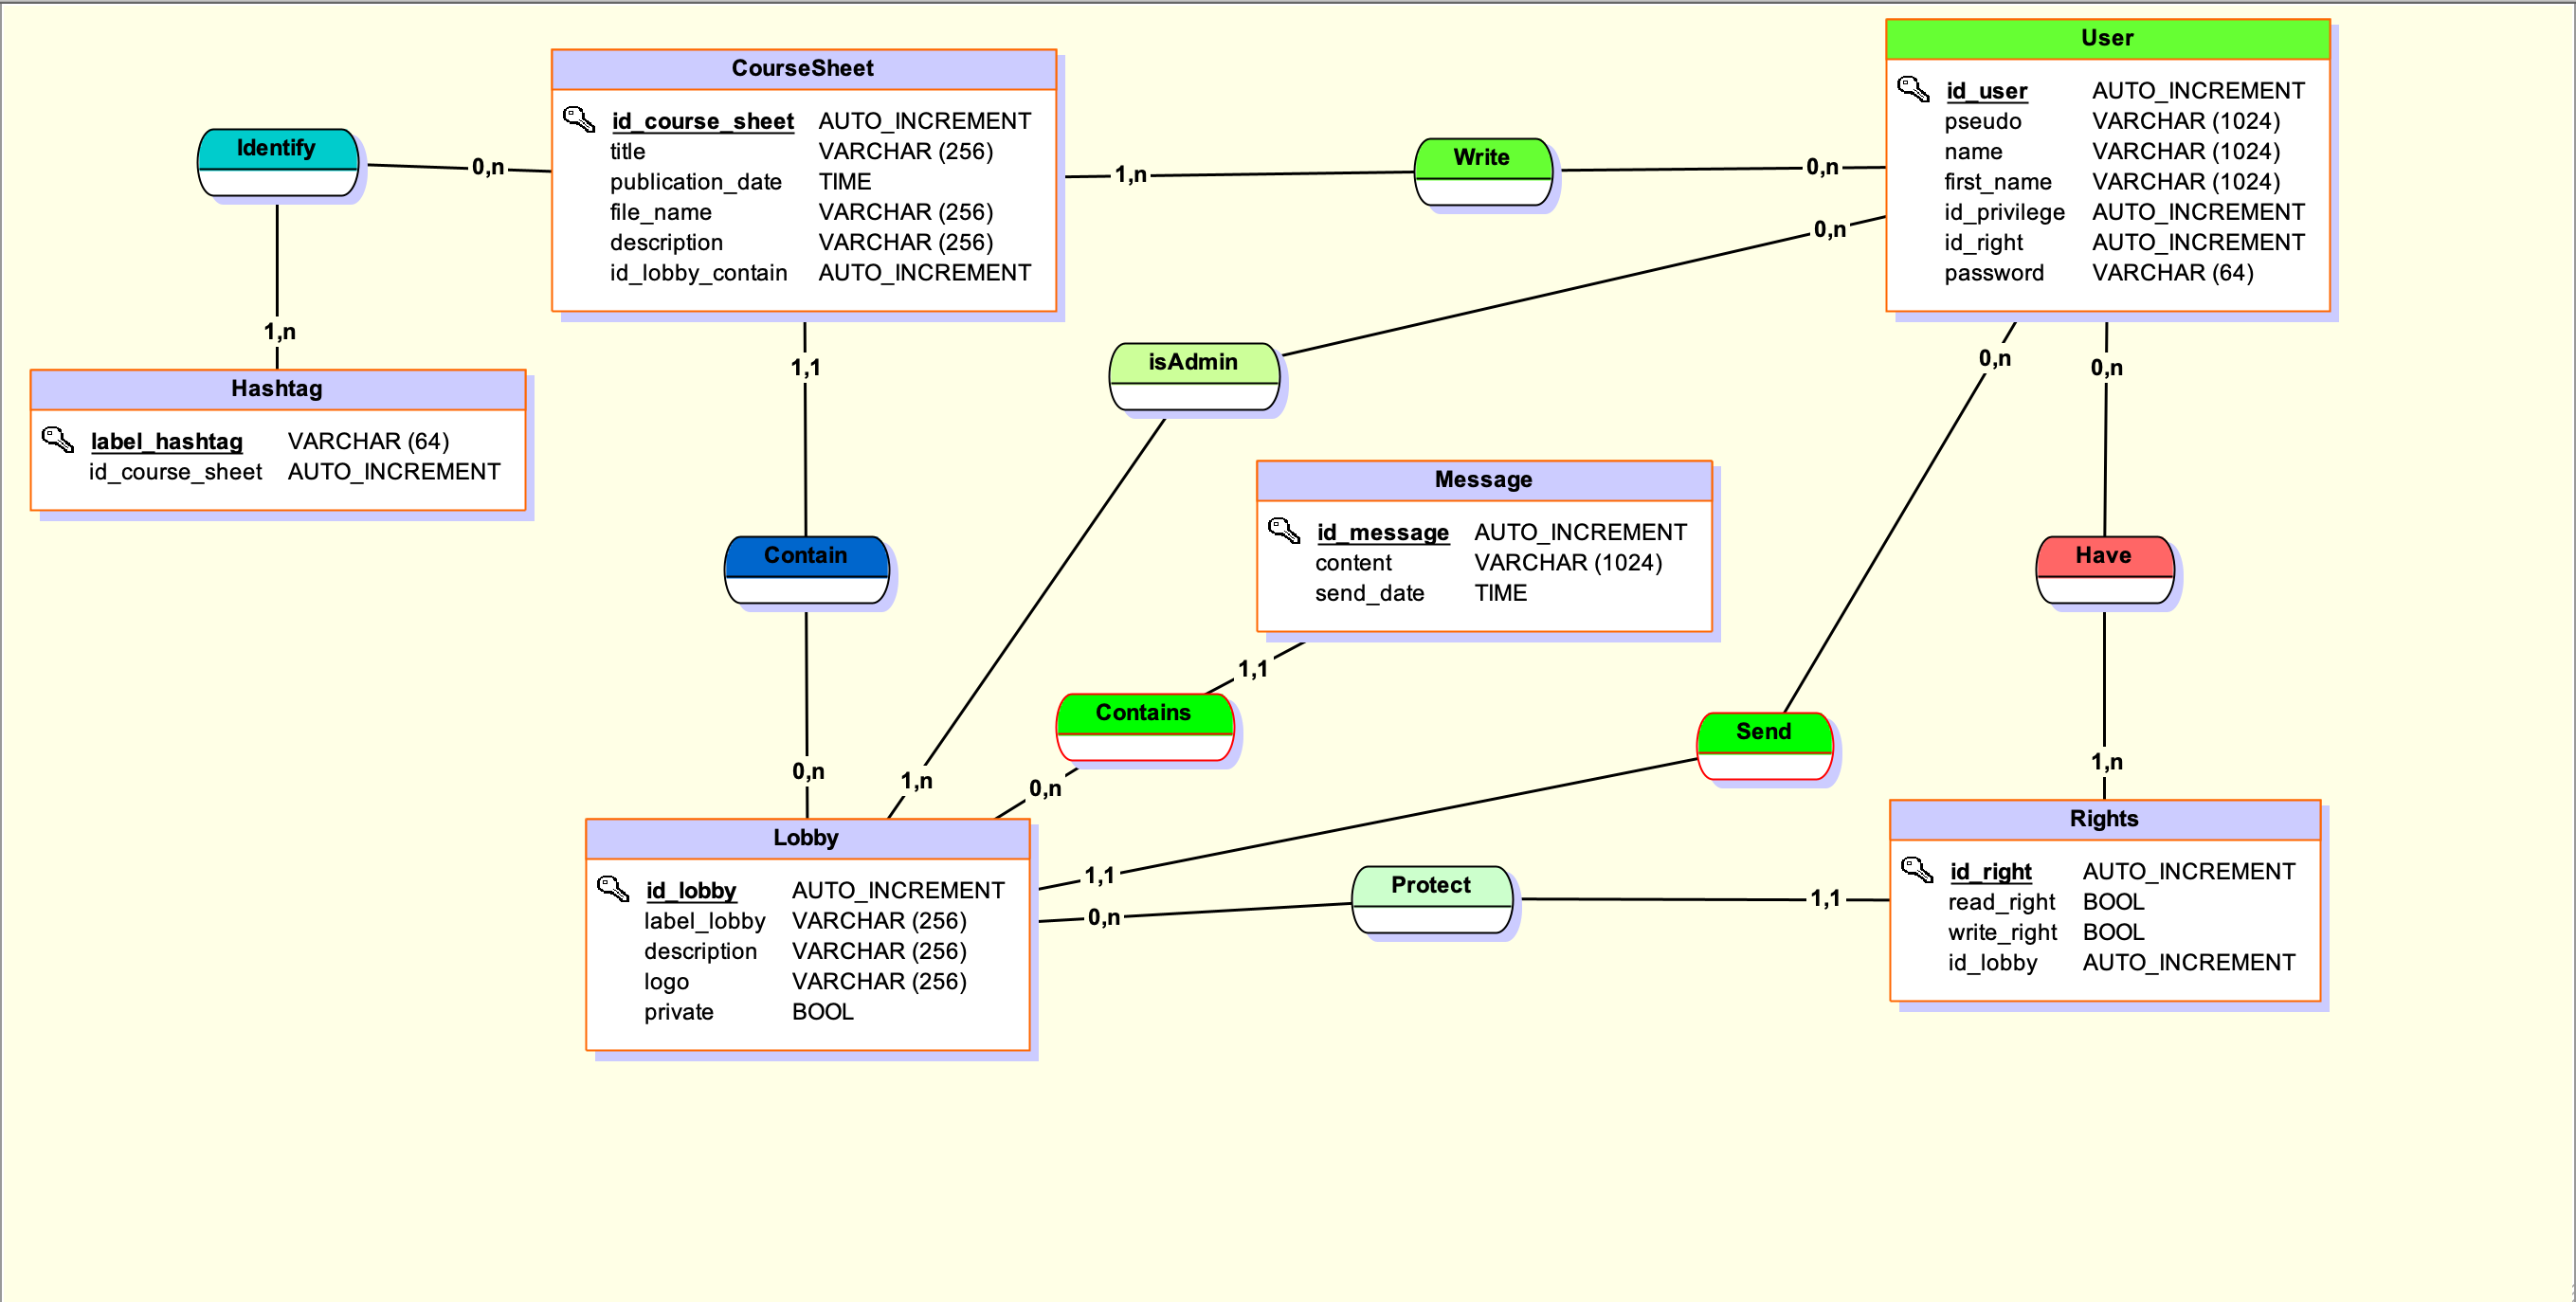 CourseSheet
id_course_sheet AUTO_INCREMENT
title VARCHAR (256)
publication_date TIME
file_name VARCHAR (256)
description VARCHAR (256)
id_lobby_contain AUTO_INCREMENT
User
id_user AUTO_INCREMENT
pseudo VARCHAR (1024)
name VARCHAR (1024)
first_name VARCHAR (1024)
id_privilege AUTO_INCREMENT
id_right AUTO_INCREMENT
password VARCHAR (64)
Identify
0,n
1,n
Write
0,n
0,n
1,n
1,1
isAdmin
0,n
0,n
Hashtag
label_hashtag VARCHAR (64)
id_course_sheet AUTO_INCREMENT
Message
id_message AUTO_INCREMENT
content VARCHAR (1024)
send_date TIME
Contain
Have
1,1
Contains
Send
0,n
1,n
0,n
1,n
Lobby
id_lobby AUTO_INCREMENT
label_lobby VARCHAR (256)
description VARCHAR (256)
logo VARCHAR (256)
private BOOL
1,1
0,n
Protect
1,1
Rights
id_right AUTO_INCREMENT
read_right BOOL
write_right BOOL
id_lobby AUTO_INCREMENT